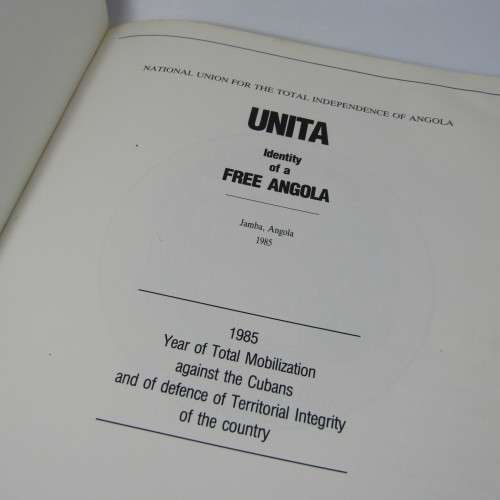 NATIONAL UNION FOR THE TOTAL INDEPENDENCE OF ANGOLA
UNITA
Identity
of a
FREE ANGOLA
Jamba, Angola
1985
1985
Year of Total Mobilization
against the Cubans
and of defence of Territorial Integrity
of the country